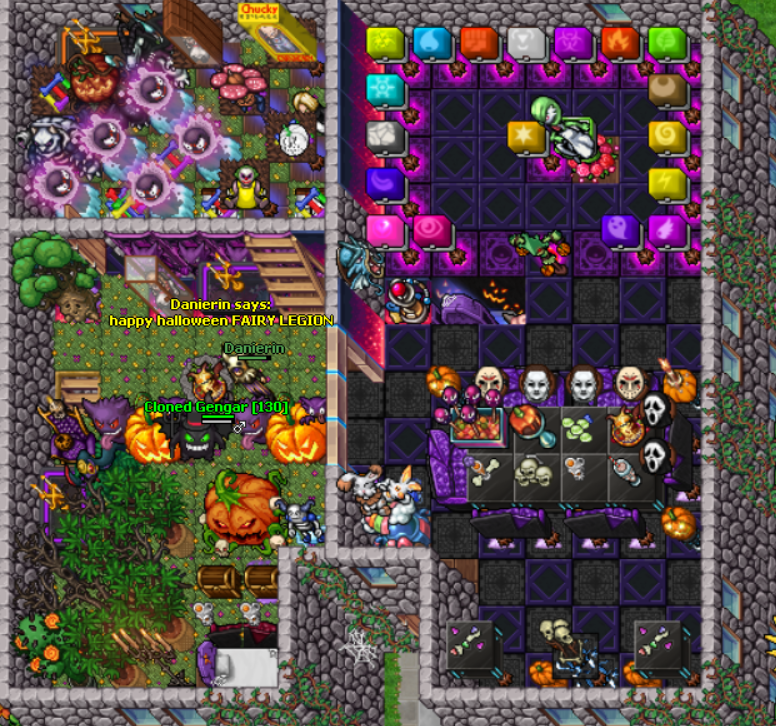 Chucky
Danierin says:
happy halloween FAIRY LEGION
Danierin
Cloned Gengar [130]